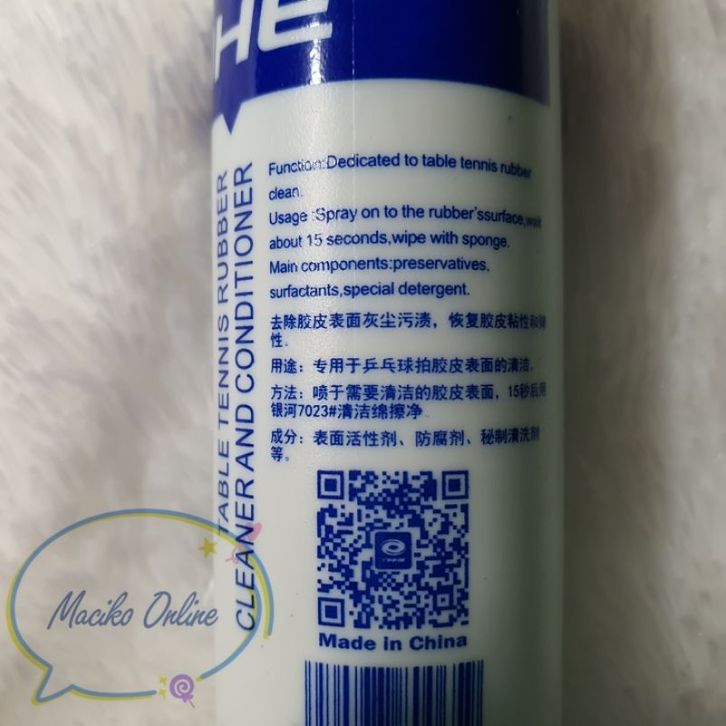 HE
TABLE TENNIS RUBBER
CLEANER AND CONDITIONER
Function:Dedicated to table tennis rubber
clean.
Usage :Spray on to the rubber'ssurface,wait
about 15 seconds,wipe with sponge.
Main components:preservatives,
surfactants,special detergent.
去除胶皮表面灰尘污渍，恢复胶皮粘性和弹
性。
用途：专用于乒乓球拍胶皮表面的清洁。
方法：喷于需要清洁的胶皮表面，15秒后用
银河7023#清洁绵擦净。
成分：表面活性剂、防腐剂、秘制清洗剂
等。
Made in China
Maciko Online